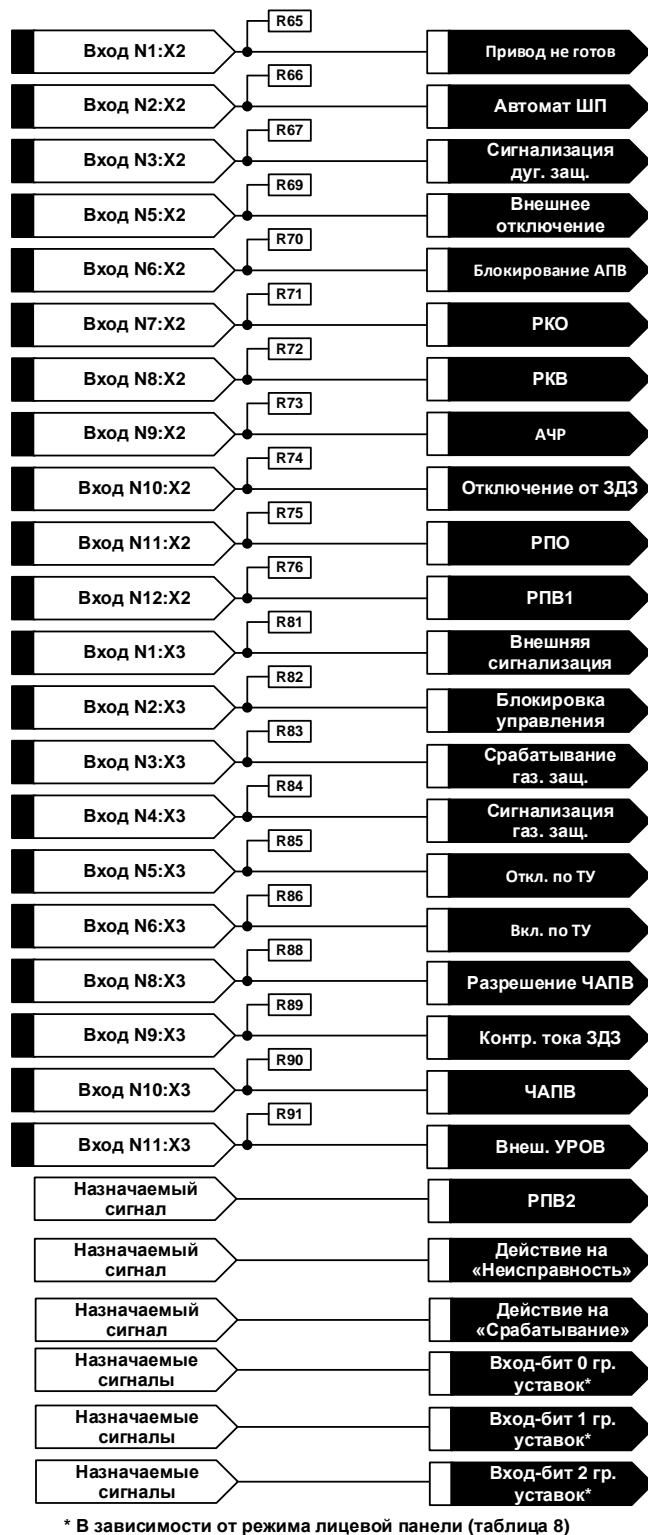 R65
Вход N1:X2 Привод не готов
R66
Вход N2:X2 Автомат ШП
R67
Вход N3:X2 Сигнализация
дуг. защ.
R69
Вход N5:X2 Внешнее
отключение
R70
Вход N6:X2 Блокирование АПВ
R71
Вход N7:X2 РКО
R72
Вход N8:X2 РКВ
R73
Вход N9:X2 АЧР
R74
Вход N10:X2 Отключение от ЗДЗ
R75
Вход N11:X2 РПО
R76
Вход N12:X2 РПВ1
R81
Вход N1:X3 Внешняя
сигнализация
R82
Вход N2:X3 Блокировка
управления
R83
Вход N3:X3 Срабатывание
газ. защ.
R84
Вход N4:X3 Сигнализация
газ. защ.
R85
Вход N5:X3 Откл. по ТУ
R86
Вход N6:X3 Вкл. по ТУ
R88
Вход N8:X3 Разрешение ЧАПВ
R89
Вход N9:X3 Контр. тока ЗДЗ
R90
Вход N10:X3 ЧАПВ
R91
Вход N11:X3 Внеш. УРОВ
Назначаемый
сигнал РПВ2
Назначаемый Действие на
сигнал «Неисправность»
Назначаемый Действие на
сигнал «Срабатывание»
Назначаемые Вход-бит 0 гр.
сигналы уставок*
Назначаемые Вход-бит 1 гр.
сигналы уставок*
Назначаемые Вход-бит 2 гр.
сигналы уставок*
* В зависимости от режима лицевой панели (таблица 8)